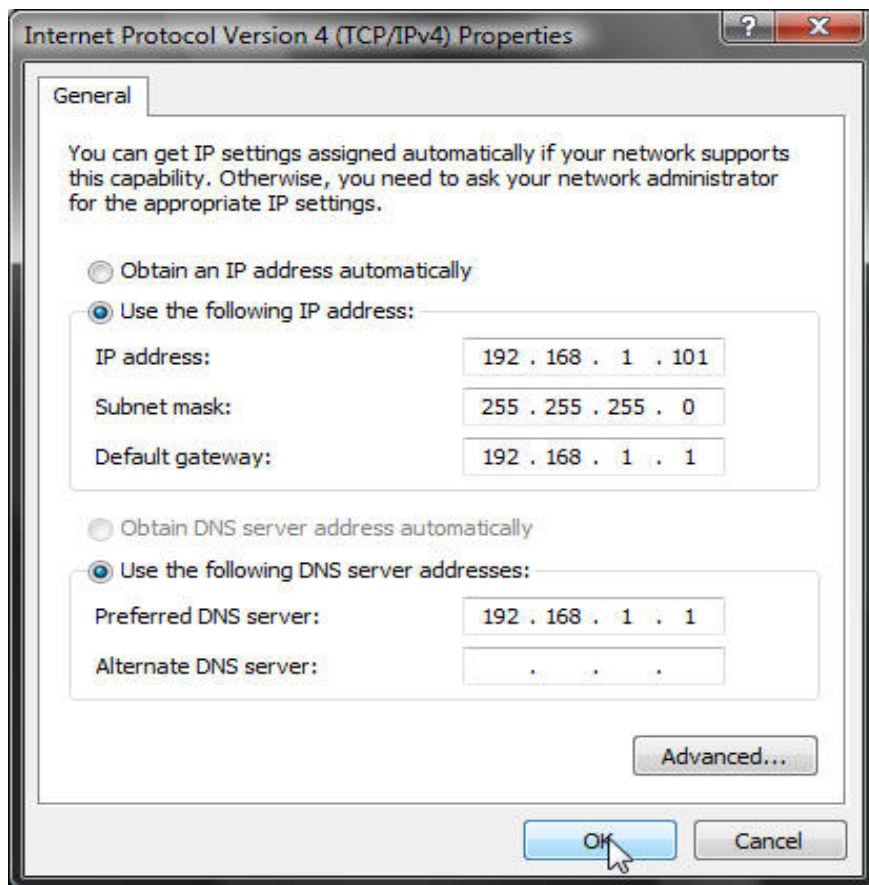 Internet Protocol Version 4 (TCP/IPv4) Properties
General
You can get IP settings assigned automatically if your network supports
this capability. Otherwise, you need to ask your network administrator
for the appropriate IP settings.
Obtain an IP address automatically
Use the following IP address:
IP address: 192 . 168 . 1 . 101
Subnet mask: 255 . 255 . 255 . 0
Default gateway: 192 . 168 . 1 . 1
Obtain DNS server address automatically
Use the following DNS server addresses:
Preferred DNS server: 192 . 168 . 1 . 1
Alternate DNS server: . . .
Advanced...
OK Cancel